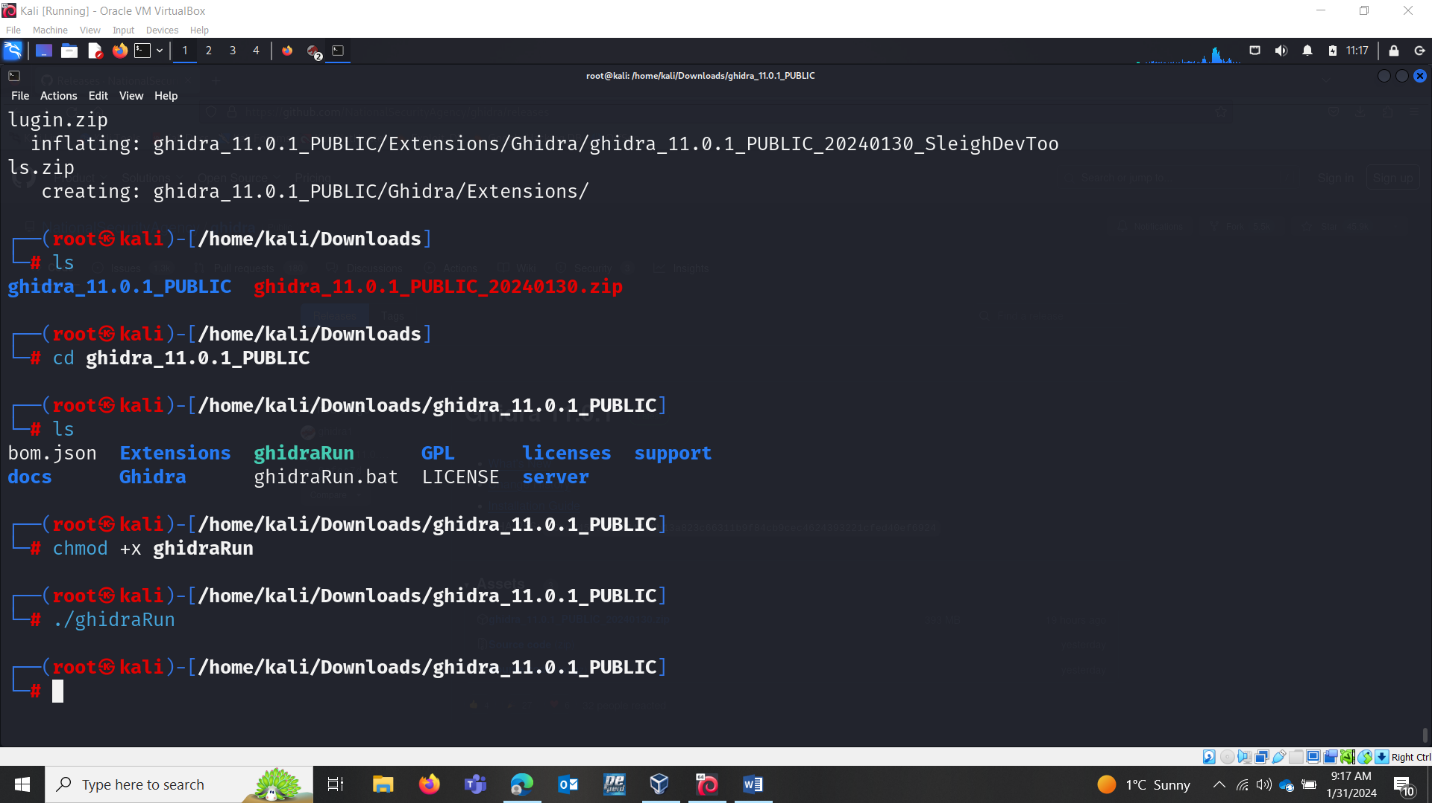 Kali [Running] - Oracle VM VirtualBox
File Machine View Input Devices Help
1 2 3 4 2 11:17
root@kali: /home/kali/Downloads/ghidra_11.0.1_PUBLIC
File Actions Edit View Help
lugin.zip
  inflating: ghidra_11.0.1_PUBLIC/Extensions/Ghidra/ghidra_11.0.1_PUBLIC_20240130_SleighDevToo
ls.zip
   creating: ghidra_11.0.1_PUBLIC/Ghidra/Extensions/
┌──(root㉿kali)-[/home/kali/Downloads]
└─# ls
ghidra_11.0.1_PUBLIC  ghidra_11.0.1_PUBLIC_20240130.zip
┌──(root㉿kali)-[/home/kali/Downloads]
└─# cd ghidra_11.0.1_PUBLIC
┌──(root㉿kali)-[/home/kali/Downloads/ghidra_11.0.1_PUBLIC]
└─# ls
bom.json  Extensions  ghidraRun      GPL      licenses  support
docs      Ghidra      ghidraRun.bat  LICENSE  server
┌──(root㉿kali)-[/home/kali/Downloads/ghidra_11.0.1_PUBLIC]
└─# chmod +x ghidraRun
┌──(root㉿kali)-[/home/kali/Downloads/ghidra_11.0.1_PUBLIC]
└─# ./ghidraRun
┌──(root㉿kali)-[/home/kali/Downloads/ghidra_11.0.1_PUBLIC]
└─#
Right Ctrl
Type here to search
1°C Sunny
9:17 AM
1/31/2024
10